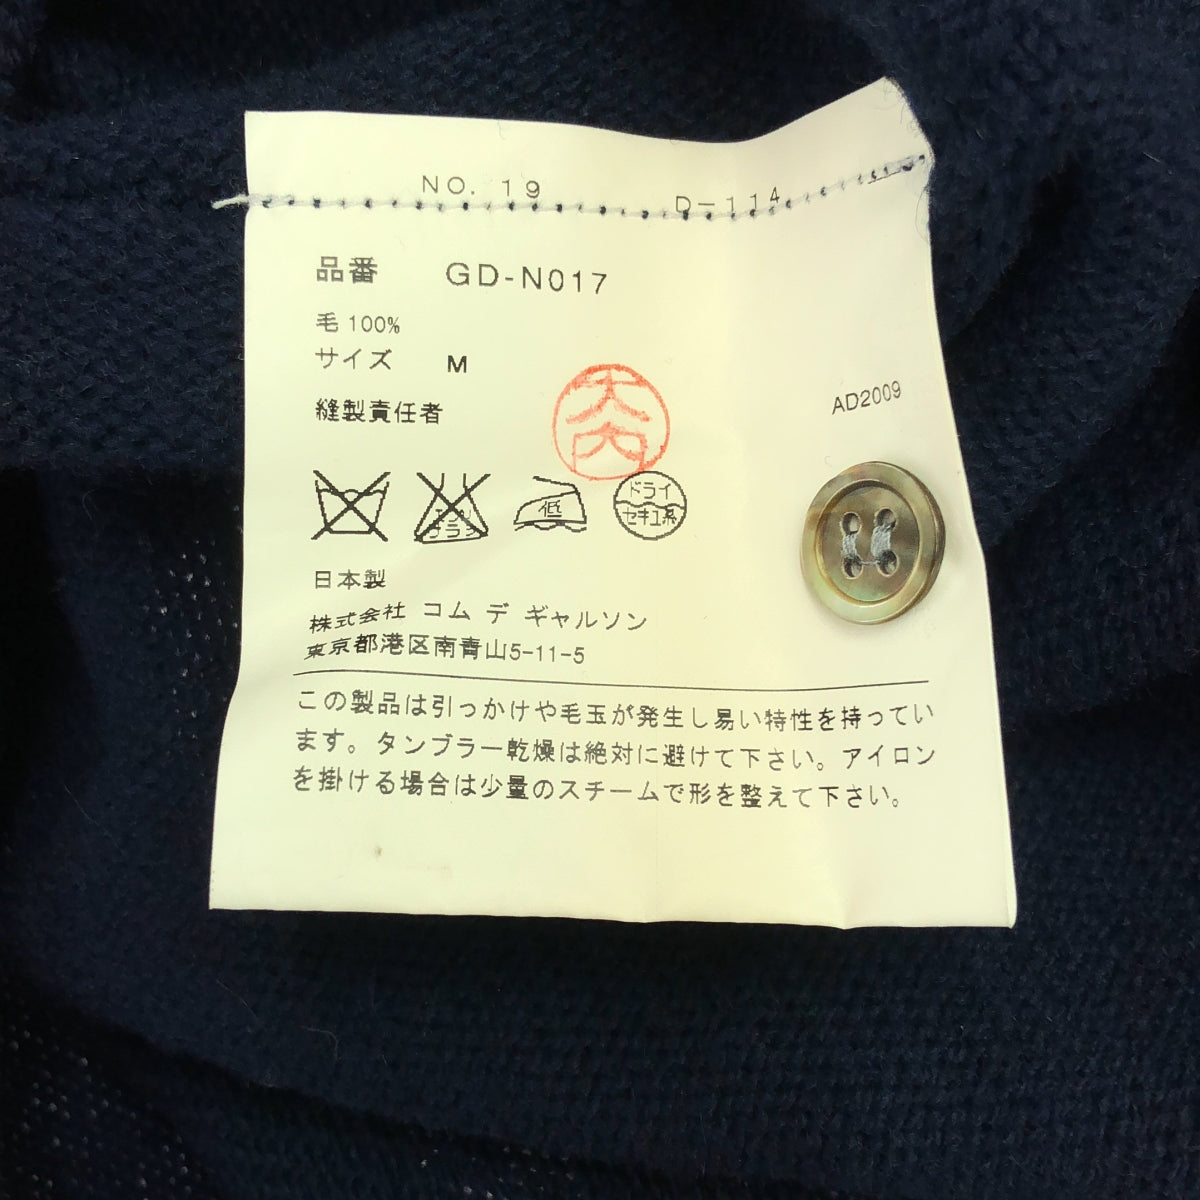 NO. 19 D-114
品番 GD-N017
毛 100%
サイズ M
縫製責任者
大内
AD2009
低
ドライ
セキユ系
日本製
株式会社 コム デ ギャルソン
東京都港区南青山5-11-5
この製品は引っかけや毛玉が発生し易い特性を持ってい
ます。タンブラー乾燥は絶対に避けて下さい。アイロン
を掛ける場合は少量のスチームで形を整えて下さい。